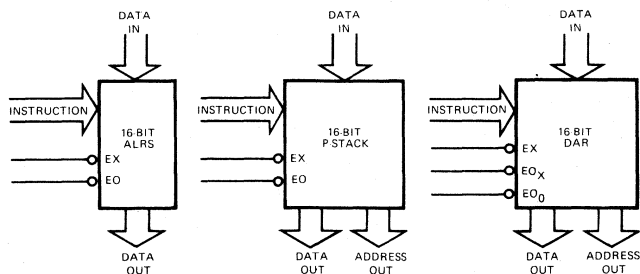 DATA
IN
INSTRUCTION
16-BIT
ALRS
EX
EO
DATA
OUT
DATA
IN
INSTRUCTION
16-BIT
P-STACK
EX
EO
DATA
OUT
ADDRESS
OUT
DATA
IN
INSTRUCTION
16-BIT
DAR
EX
EOX
EO0
DATA
OUT
ADDRESS
OUT